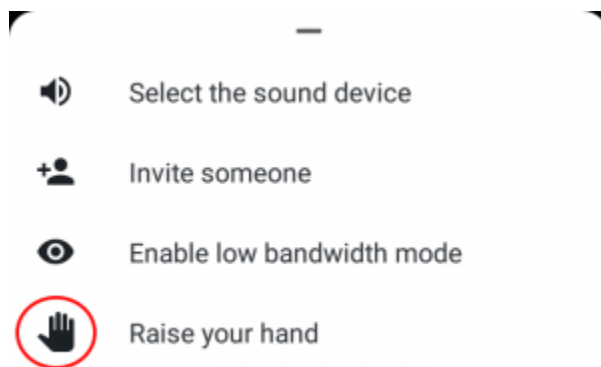 Select the sound device
Invite someone
Enable low bandwidth mode
Raise your hand